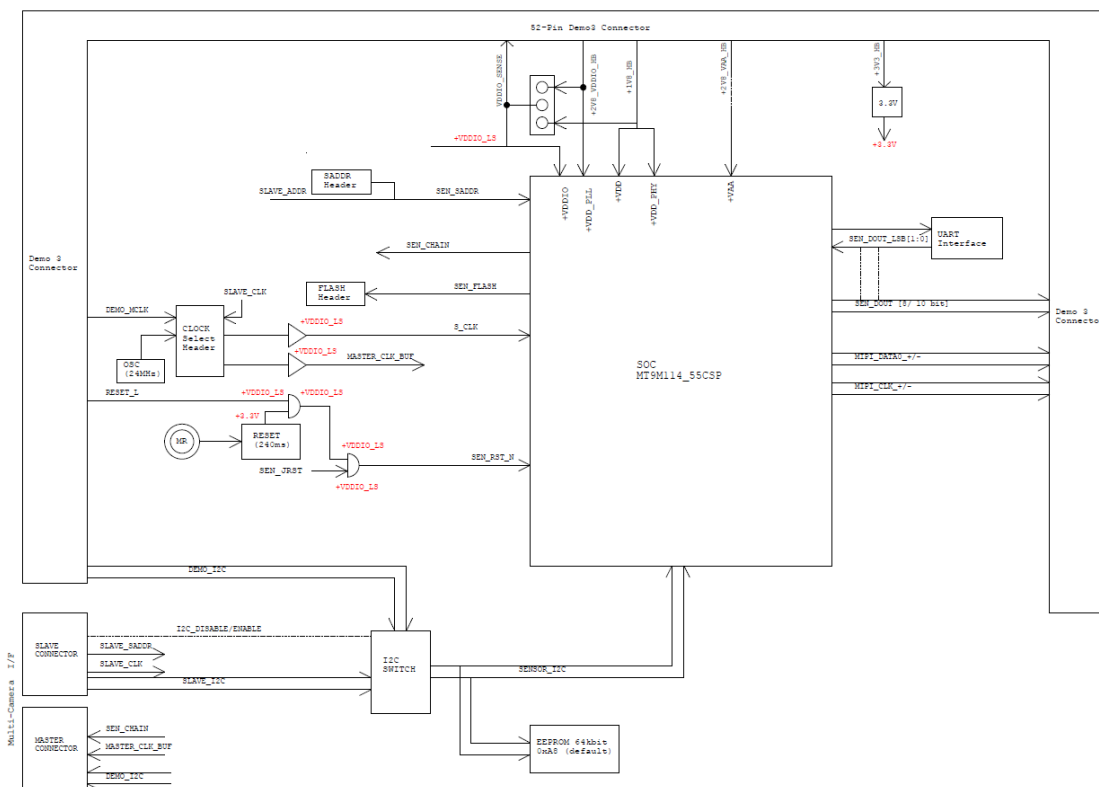 52-Pin Demo3 Connector
VDDIO_SENSE
+2V8_VDDIO_HB
+1V8_HB
+2V8_VAA_HB
+3V3_HB
3.3V
+3.3V
+VDDIO_LS
SADDR
Header
SLAVE_ADDR
SEN_SADDR
+VDDIO
+VDD_PLL
+VDD
+VDD_PHY
+VAA
SEN_DOUT_LSB[1:0]
UART
Interface
SEN_CHAIN
Demo 3
Connector
FLASH
Header
SEN_FLASH
SLAVE_CLK
DEMO_MCLK
SEN_DOUT [8/ 10 bit]
Demo 3
Connector
CLOCK
Select
Header
+VDDIO_LS
S_CLK
+VDDIO_LS
MASTER_CLK_BUF
OSC
(24MHz)
SOC
MT9M114_55CSP
MIPI_DATA0_+/-
MIPI_CLK_+/-
RESET_L
+VDDIO_LS
+VDDIO_LS
+3.3V
MR
RESET
(240ms)
+VDDIO_LS
SEN_JRST
SEN_RST_N
+VDDIO_LS
DEMO_I2C
Multi-Camera I/F
SLAVE
CONNECTOR
I2C_DISABLE/ENABLE
SLAVE_SADDR
SLAVE_CLK
SLAVE_I2C
I2C
SWITCH
SENSOR_I2C
MASTER
CONNECTOR
SEN_CHAIN
MASTER_CLK_BUF
DEMO_I2C
EEPROM 64kbit
0xA8 (default)